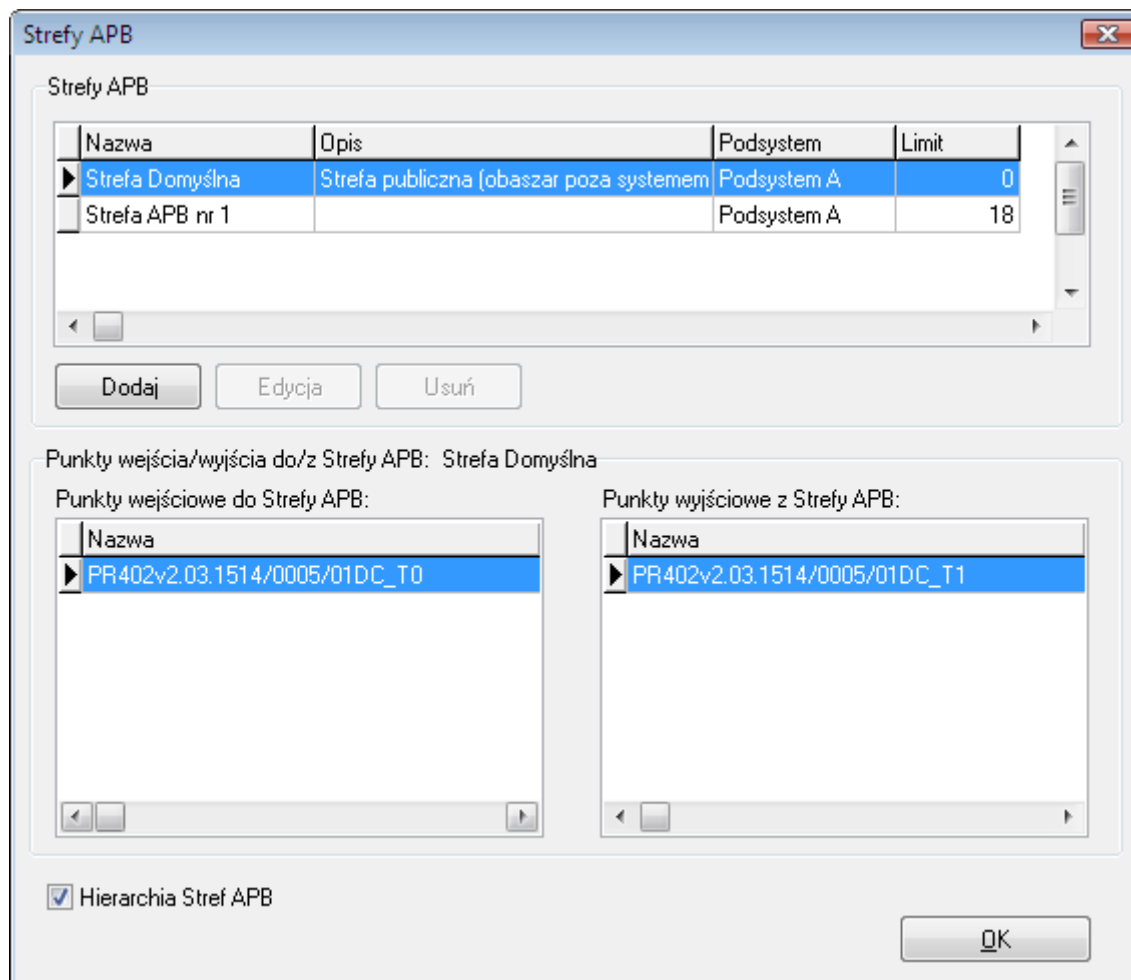 Strefy APB
Strefy APB
Nazwa Opis Podsystem Limit
Strefa Domyślna Strefa publiczna (obaszar poza systemem Podsystem A 0
Strefa APB nr 1 Podsystem A 18
Dodaj Edycja Usuń
Punkty wejścia/wyjścia do/z Strefy APB: Strefa Domyślna
Punkty wejściowe do Strefy APB: Punkty wyjściowe z Strefy APB:
Nazwa Nazwa
PR402v2.03.1514/0005/01DC_T0 PR402v2.03.1514/0005/01DC_T1
Hierarchia Stref APB
OK